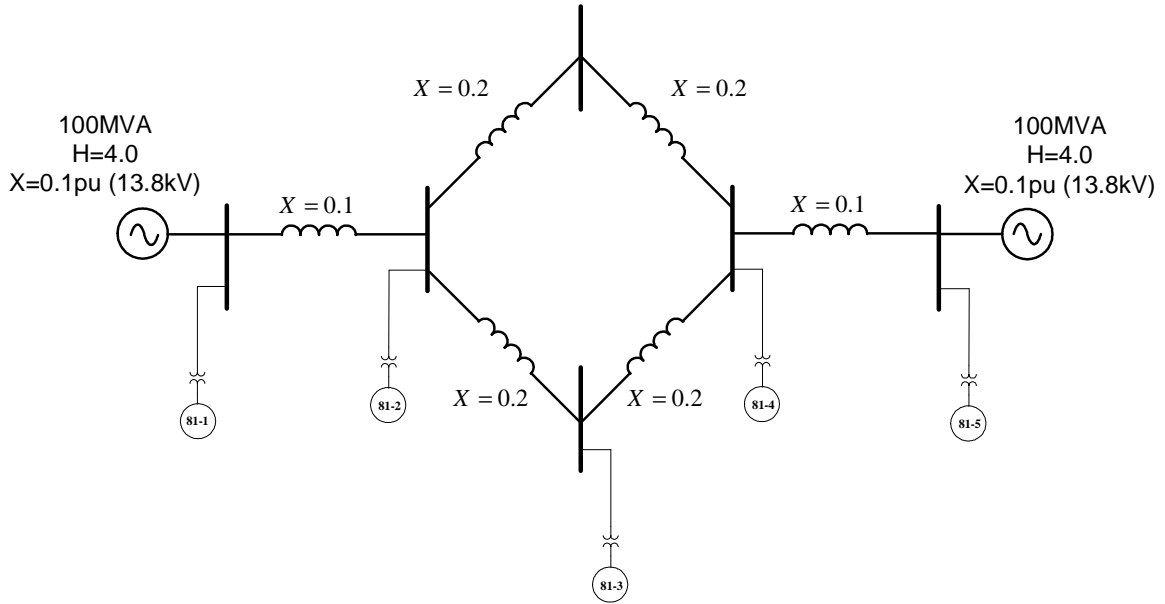 X = 0.2
X = 0.2
100MVA
H=4.0
X=0.1pu (13.8kV)
100MVA
H=4.0
X=0.1pu (13.8kV)
X = 0.1
X = 0.1
X = 0.2
X = 0.2
81-1
81-2
81-4
81-5
81-3